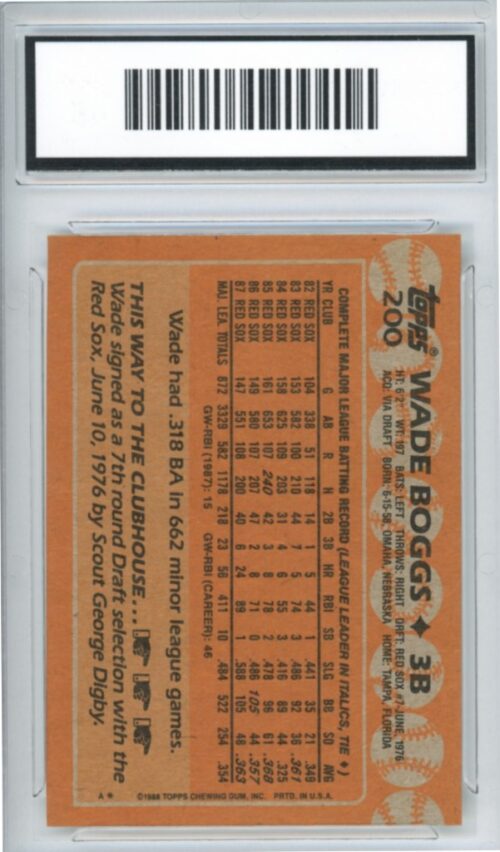 topps® WADE BOGGS ♦ 3B
200
HT: 6'2" WT: 197 BATS: LEFT THROWS: RIGHT DRFT: RED SOX #7-JUNE, 1976
ACQ: VIA DRAFT BORN: 6-15-58, OMAHA, NEBRASKA HOME: TAMPA, FLORIDA
COMPLETE MAJOR LEAGUE BATTING RECORD (LEAGUE LEADER IN ITALICS, TIE ♦)
YR CLUB G AB R H 2B 3B HR RBI SB SLG BB SO AVG
82 RED SOX 104 338 51 118 14 1 5 44 1 .441 35 21 .349
83 RED SOX 153 582 100 210 44 7 5 74 3 .486 92 36 .361
84 RED SOX 158 625 109 203 31 4 6 55 3 .416 89 44 .325
85 RED SOX 161 653 107 240 42 3 8 78 2 .478 96 61 .368
86 RED SOX 149 580 107 207 47 2 8 71 0 .486 105 44 .357
87 RED SOX 147 551 108 200 40 6 24 89 1 .588 105 48 .363
MAJ. LEA. TOTALS 872 3329 582 1178 218 23 56 411 10 .484 522 254 .354
GW-RBI (1987): 15 GW-RBI (CAREER): 46
Wade had .318 BA in 662 minor league games.
THIS WAY TO THE CLUBHOUSE...
Wade signed as a 7th round Draft selection with the
Red Sox, June 10, 1976 by Scout George Digby.
A * ©1988 TOPPS CHEWING GUM, INC. PRTD. IN U.S.A.